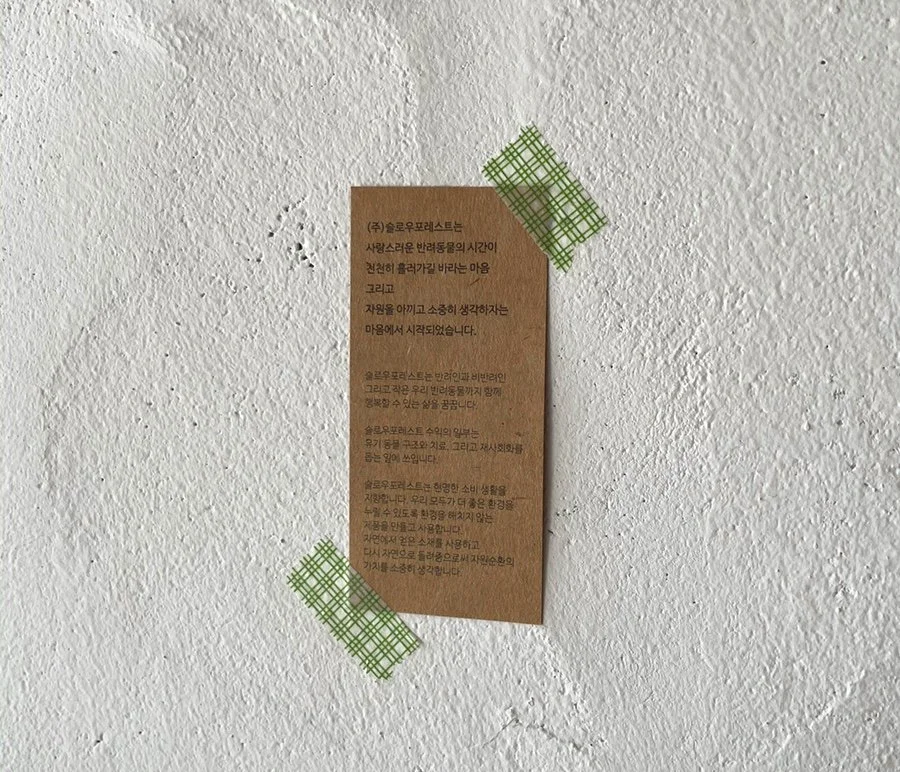 (주)슬로우포레스트는
사랑스러운 반려동물의 시간이
천천히 흘러가길 바라는 마음
그리고
자원을 아끼고 소중히 생각하자는
마음에서 시작되었습니다.
슬로우포레스트는 반려인과 비반려인
그리고 작은 우리 반려동물까지 함께
행복할 수 있는 삶을 꿈꿉니다.
슬로우포레스트 수익의 일부는
유기 동물 구조와 치료, 그리고 재사회화를
돕는 일에 쓰입니다.
슬로우포레스트는 현명한 소비 생활을
지향합니다. 우리 모두가 더 좋은 환경을
누릴 수 있도록 환경을 해치지 않는
제품을 만들고 사용합니다.
자연에서 얻은 소재를 사용하고
다시 자연으로 돌려줌으로써 자원순환의
가치를 소중히 생각합니다.